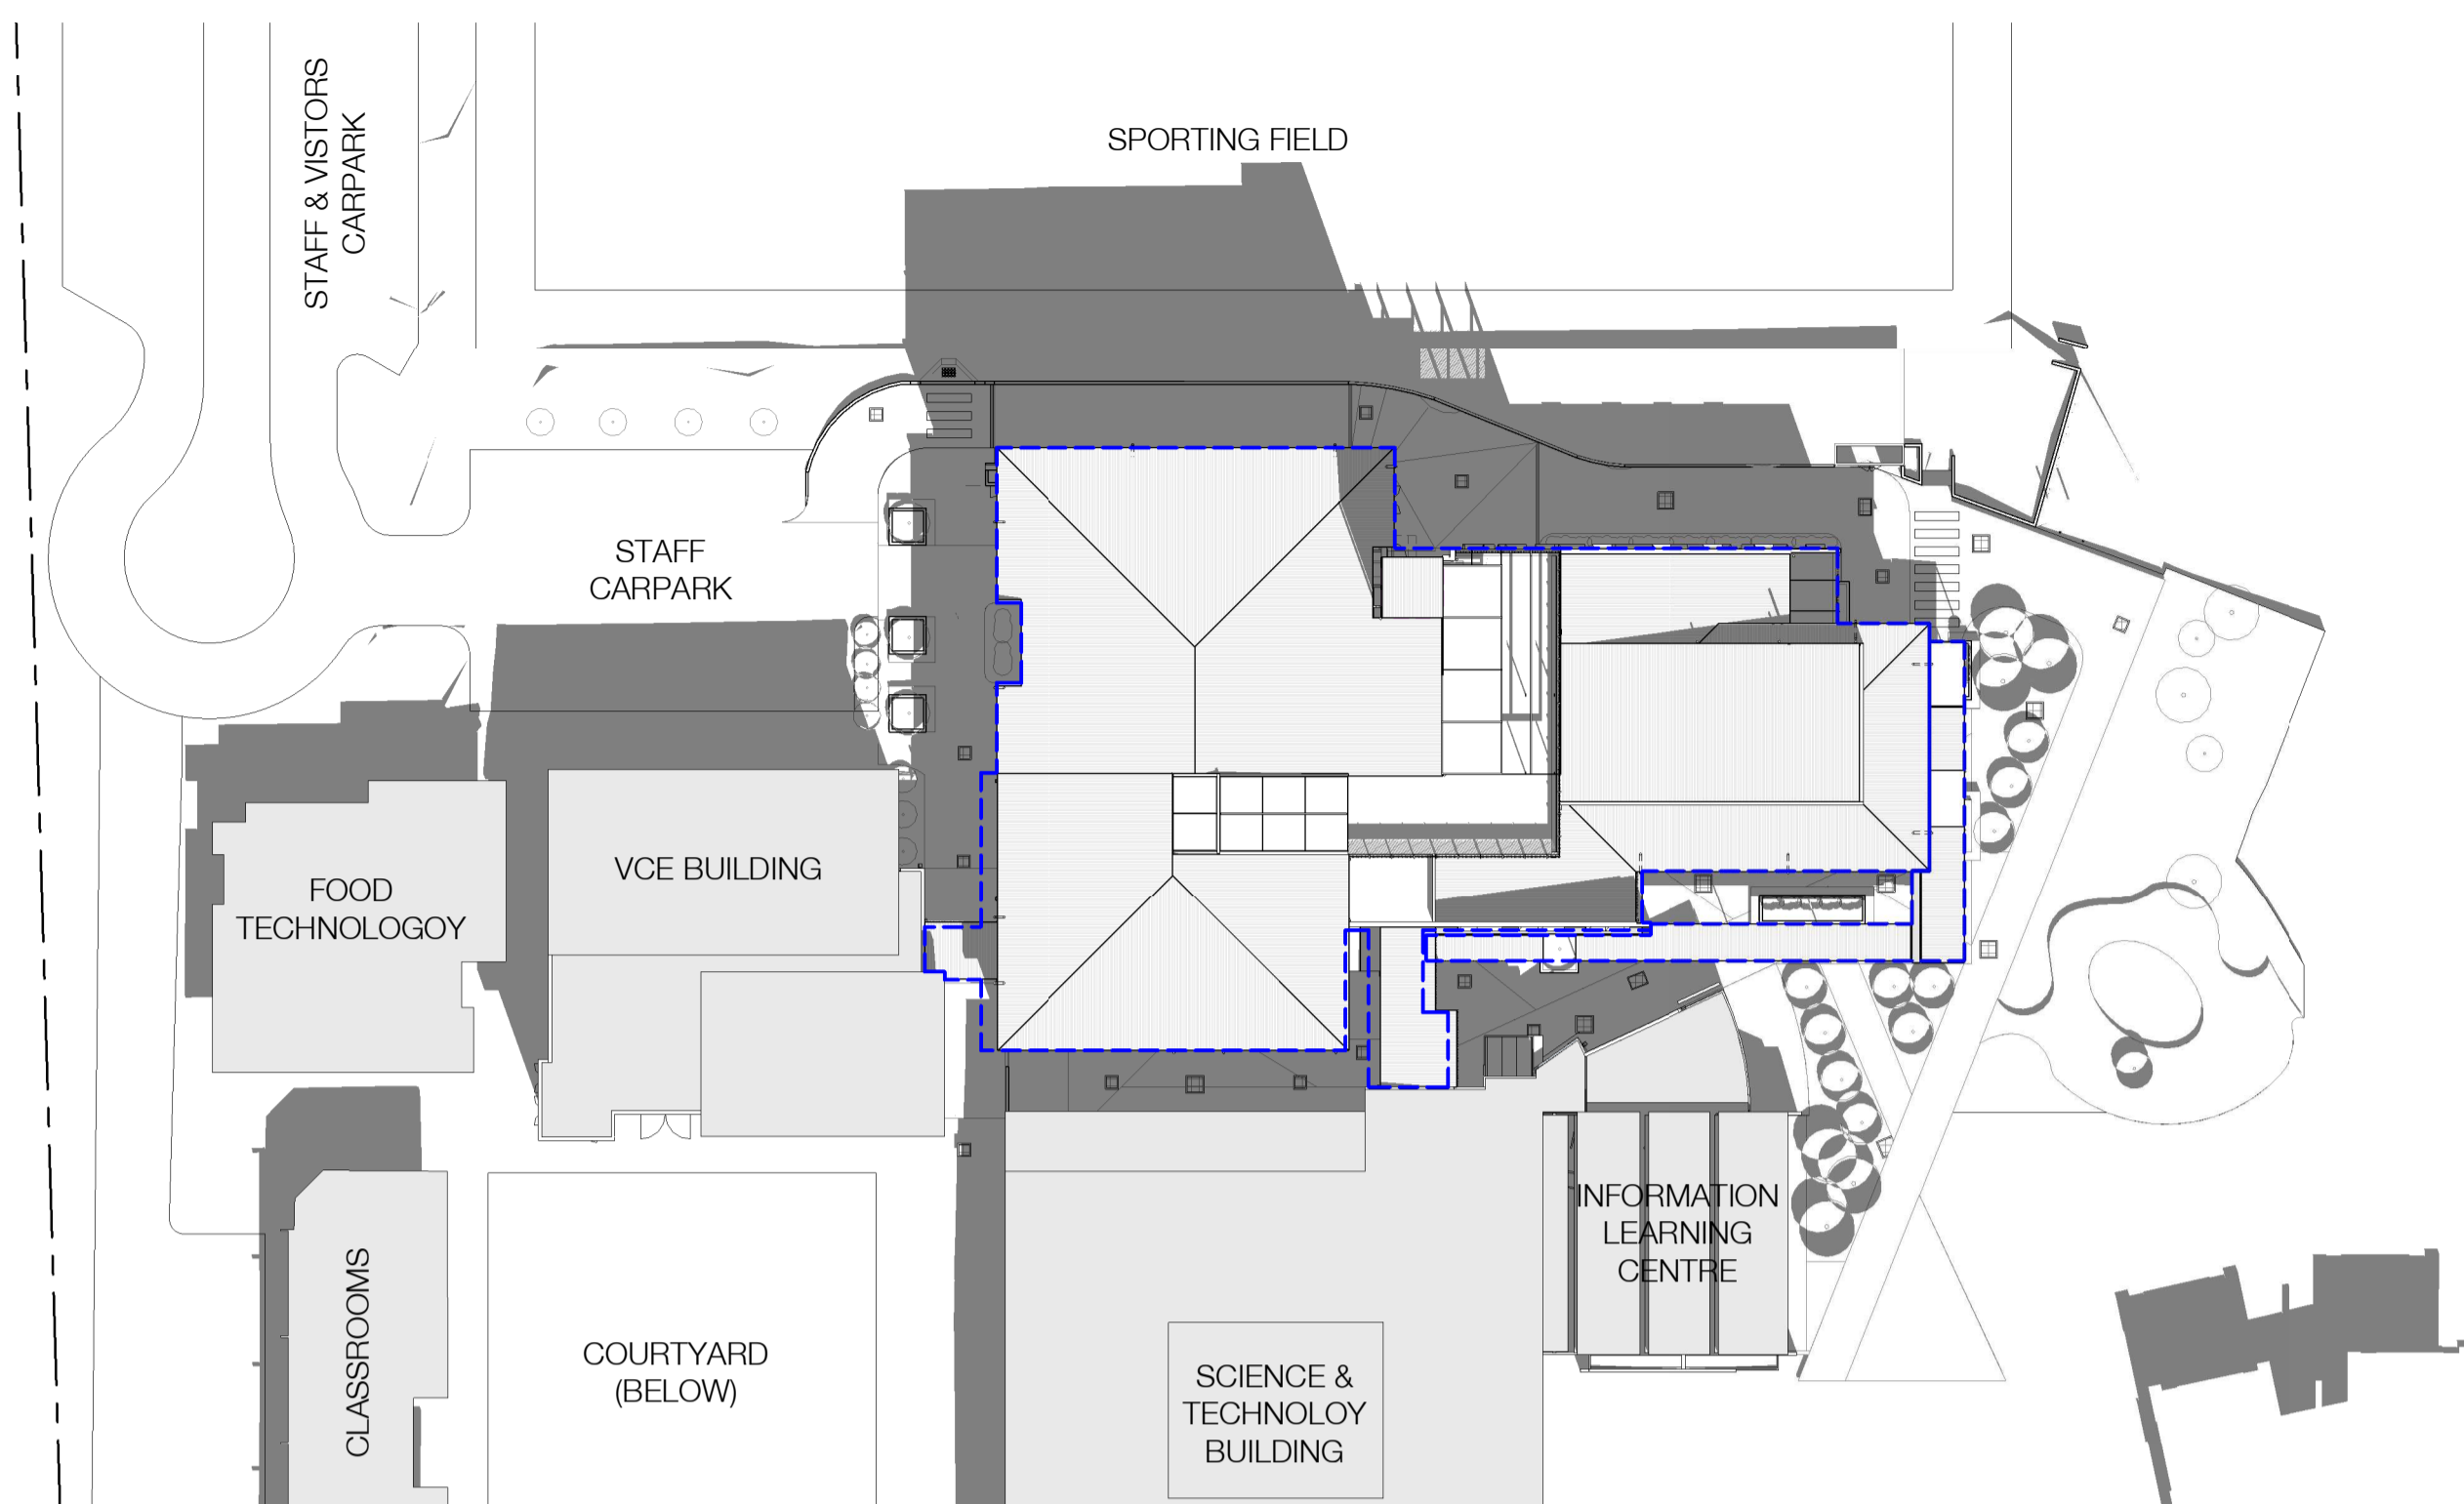 STAFF & VISTORS
CARPARK
SPORTING FIELD
STAFF
CARPARK
VCE BUILDING
FOOD
TECHNOLOGOY
INFORMATION
LEARNING
CENTRE
CLASSROOMS
COURTYARD
(BELOW)
SCIENCE &
TECHNOLOY
BUILDING